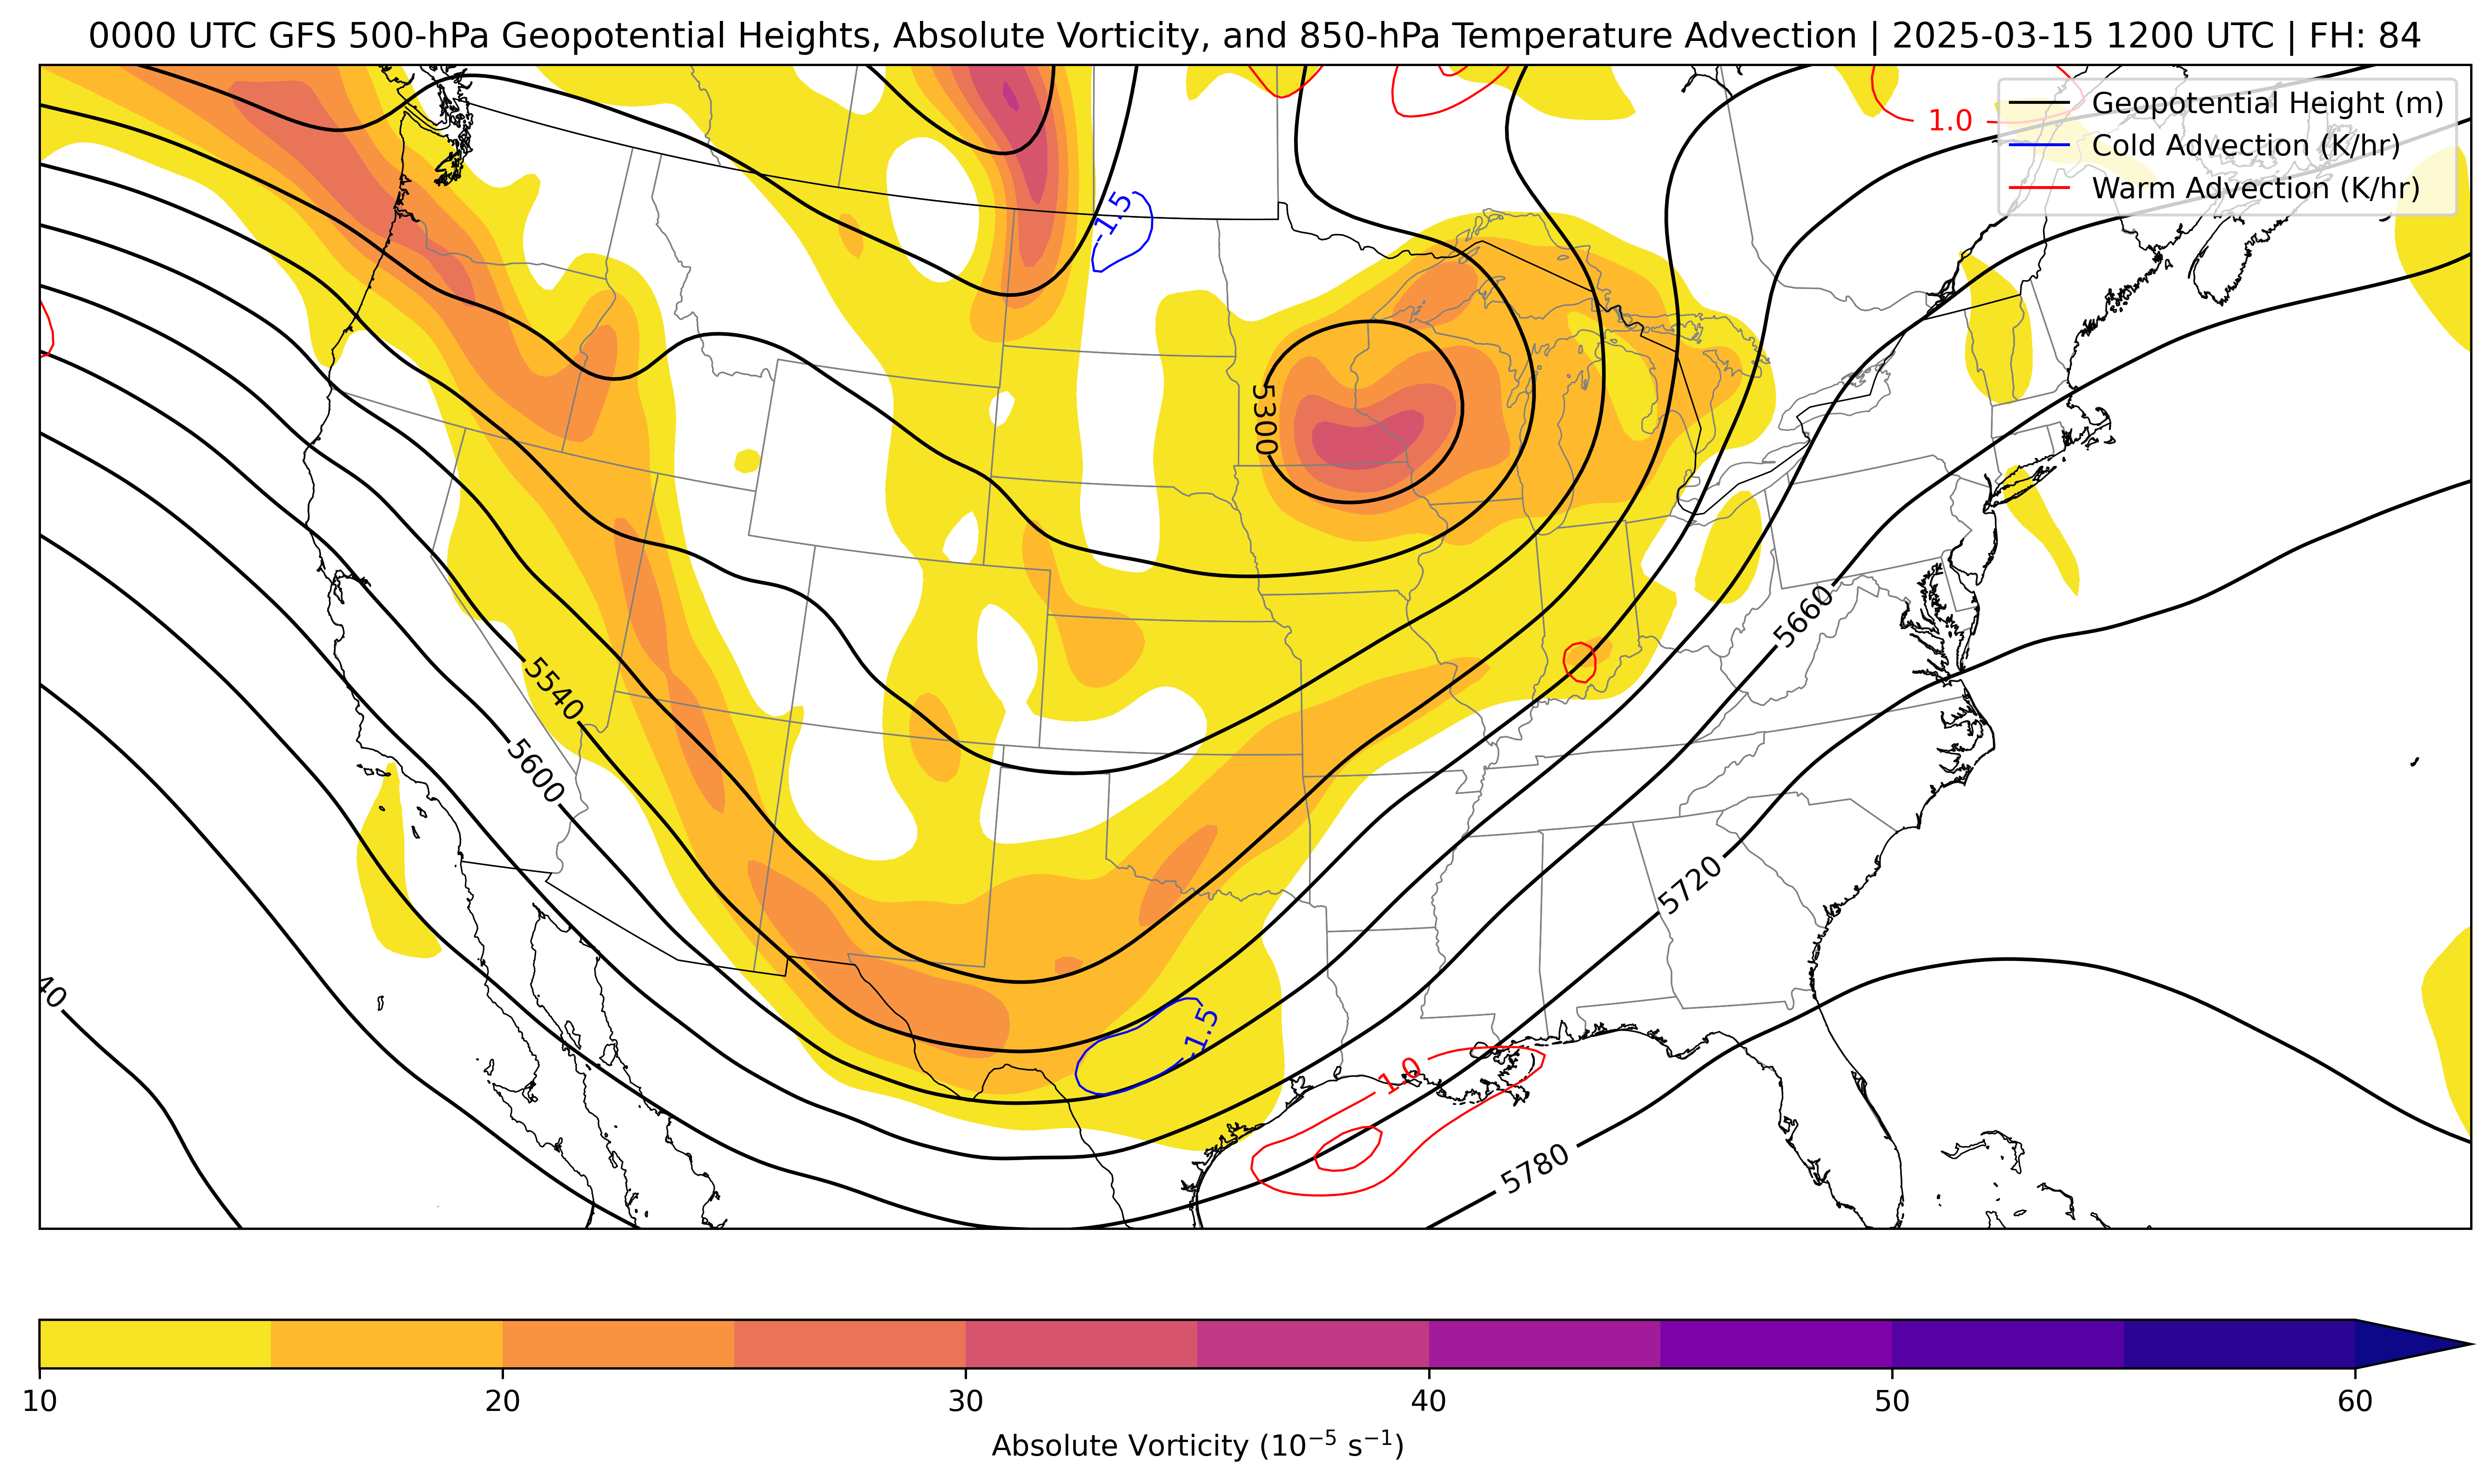 0000 UTC GFS 500-hPa Geopotential Heights, Absolute Vorticity, and 850-hPa Temperature Advection | 2025-03-15 1200 UTC | FH: 84
Geopotential Height (m)
Cold Advection (K/hr)
Warm Advection (K/hr)
1.0
-1.5
5300
5660
5540
5600
5720
40
-1.5
1.0
5780
10 20 30 40 50 60
Absolute Vorticity (10⁻⁵ s⁻¹)